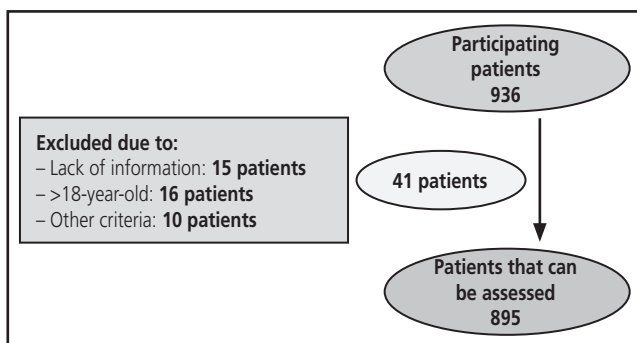 Participating
patients
936
Excluded due to:
– Lack of information: 15 patients
– >18-year-old: 16 patients
– Other criteria: 10 patients
41 patients
Patients that can
be assessed
895